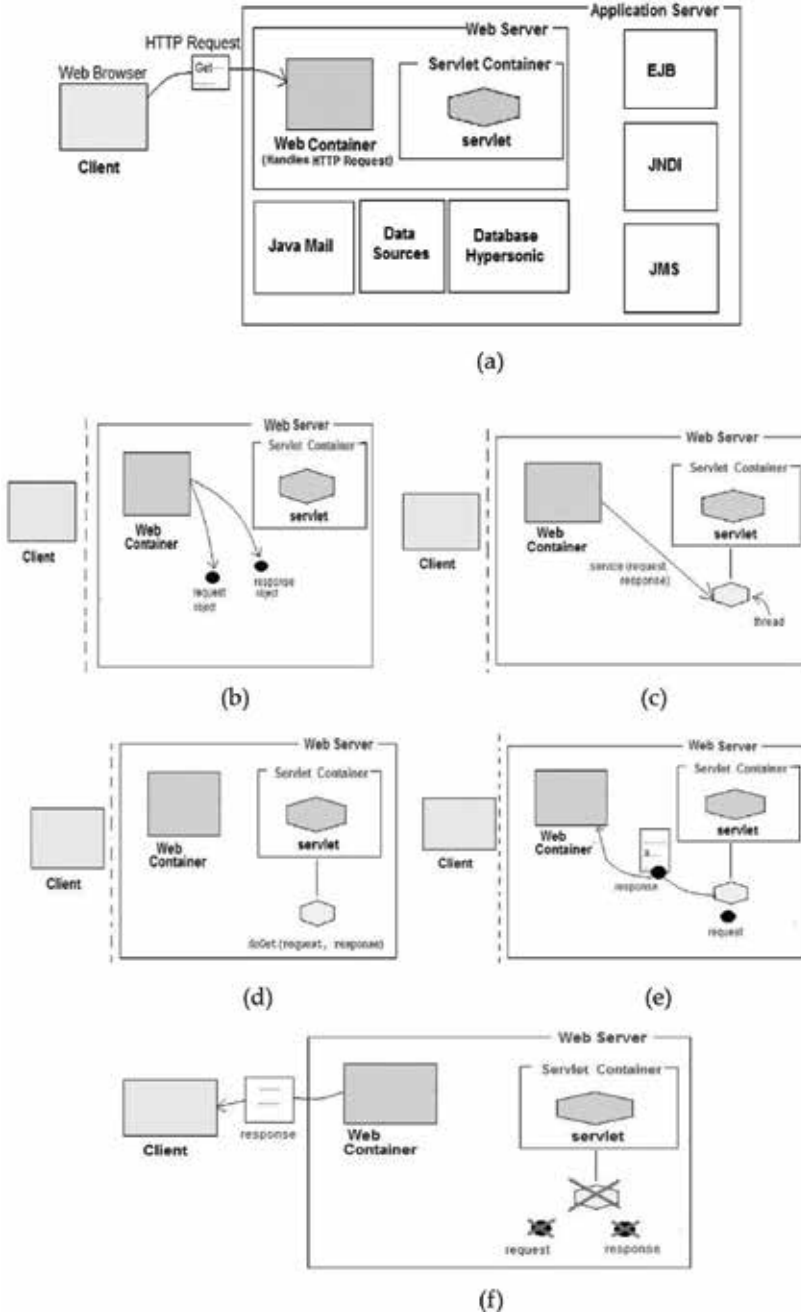 Application Server
Web Server
HTTP Request
Get
Web Browser
Client
Web Container
(Handles HTTP Request)
Servlet Container
servlet
EJB
JNDI
JMS
Java Mail
Data
Sources
Database
Hypersonic
(a)
Web Server
Servlet Container
servlet
Web
Container
Client
request
object
response
object
(b)
Web Server
Servlet Container
servlet
Web
Container
Client
service(request,
response)
thread
(c)
Web Server
Servlet Container
servlet
Web
Container
Client
doGet(request, response)
(d)
Web Server
Servlet Container
servlet
Web
Container
Client
response
request
(e)
Web Server
Servlet Container
servlet
Web
Container
Client
response
request
response
(f)